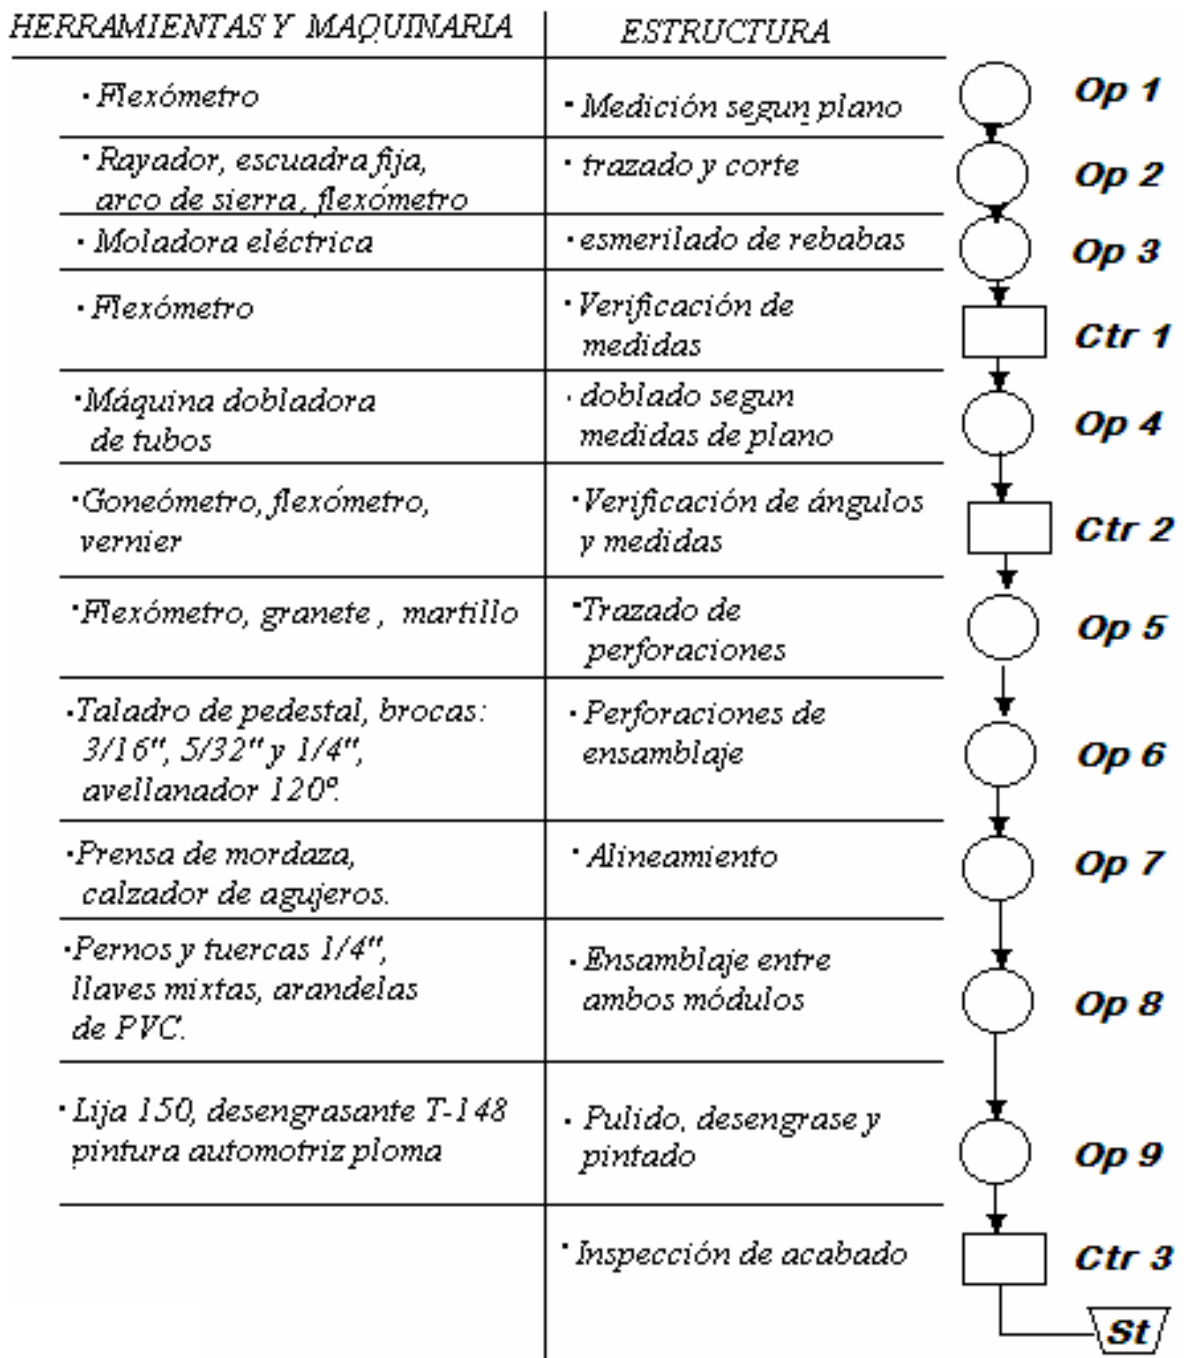 HERRAMIENTAS Y MAQUINARIA
ESTRUCTURA
· Flexómetro
· Medición segun plano
Op 1
· Rayador, escuadra fija,
arco de sierra, flexómetro
· trazado y corte
Op 2
· Moladora eléctrica
· esmerilado de rebabas
Op 3
· Flexómetro
· Verificación de
medidas
Ctr 1
· Máquina dobladora
de tubos
· doblado segun
medidas de plano
Op 4
· Goneómetro, flexómetro,
vernier
· Verificación de ángulos
y medidas
Ctr 2
· Flexómetro, granete , martillo
· Trazado de
perforaciones
Op 5
· Taladro de pedestal, brocas:
3/16", 5/32" y 1/4",
avellanador 120º.
· Perforaciones de
ensamblaje
Op 6
· Prensa de mordaza,
calzador de agujeros.
· Alineamiento
Op 7
· Pernos y tuercas 1/4",
llaves mixtas, arandelas
de PVC.
· Ensamblaje entre
ambos módulos
Op 8
· Lija 150, desengrasante T-148
pintura automotriz ploma
· Pulido, desengrase y
pintado
Op 9
· Inspección de acabado
Ctr 3
St